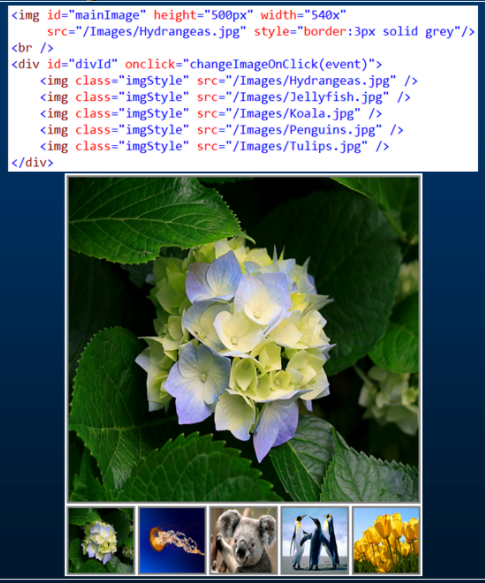 <img id="mainImage" height="500px" width="540x"
src="/Images/Hydrangeas.jpg" style="border:3px solid grey"/>
<br />
<div id="divId" onclick="changeImageOnClick(event)">
<img class="imgStyle" src="/Images/Hydrangeas.jpg" />
<img class="imgStyle" src="/Images/Jellyfish.jpg" />
<img class="imgStyle" src="/Images/Koala.jpg" />
<img class="imgStyle" src="/Images/Penguins.jpg" />
<img class="imgStyle" src="/Images/Tulips.jpg" />
</div>